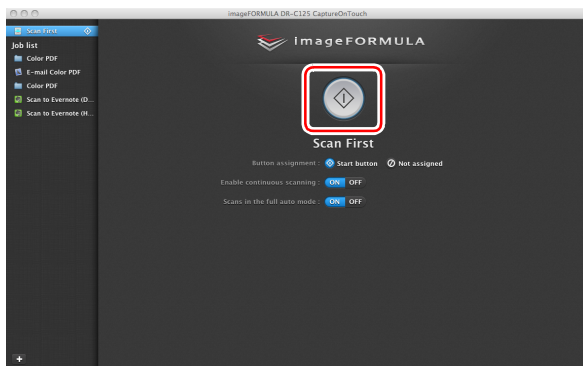 imageFORMULA DR-C125 CaptureOnTouch
Scan First
Job list
Color PDF
E-mail Color PDF
Color PDF
Scan to Evernote (D...
Scan to Evernote (H...
imageFORMULA
Scan First
Button assignment : Start button Not assigned
Enable continuous scanning : ON OFF
Scans in the full auto mode : ON OFF
+